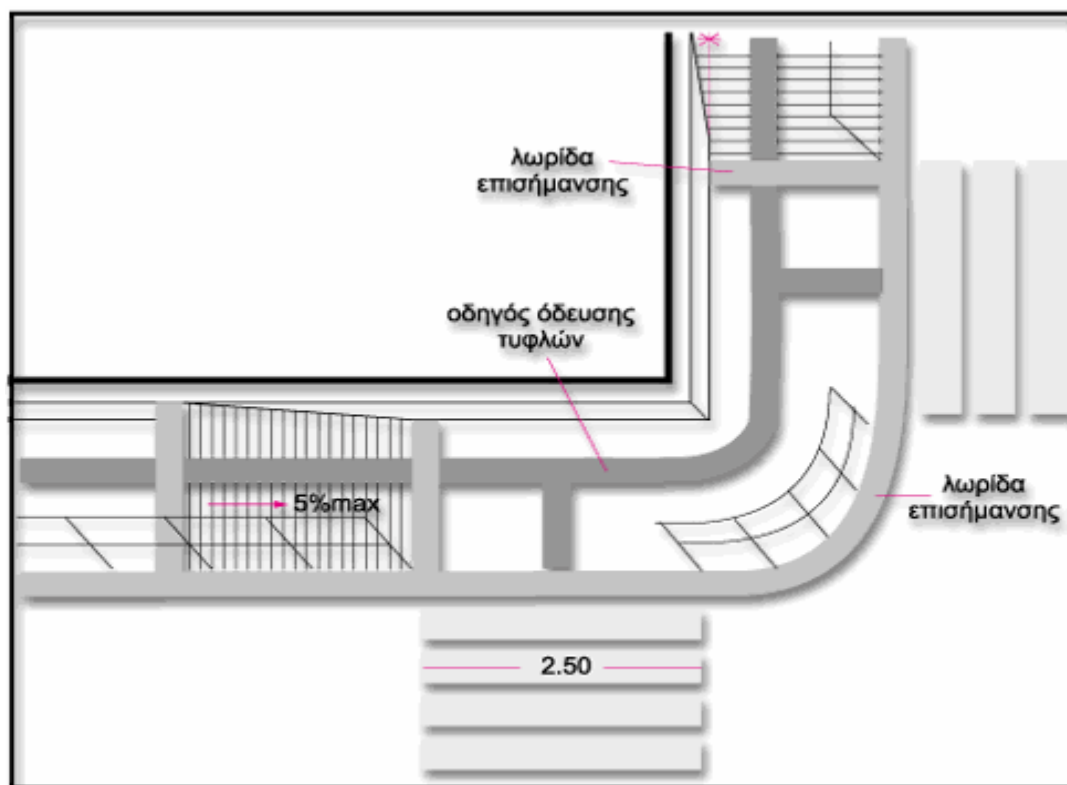 λωρίδα
επισήμανσης
οδηγός όδευσης
τυφλών
λωρίδα
επισήμανσης
5%max
2.50